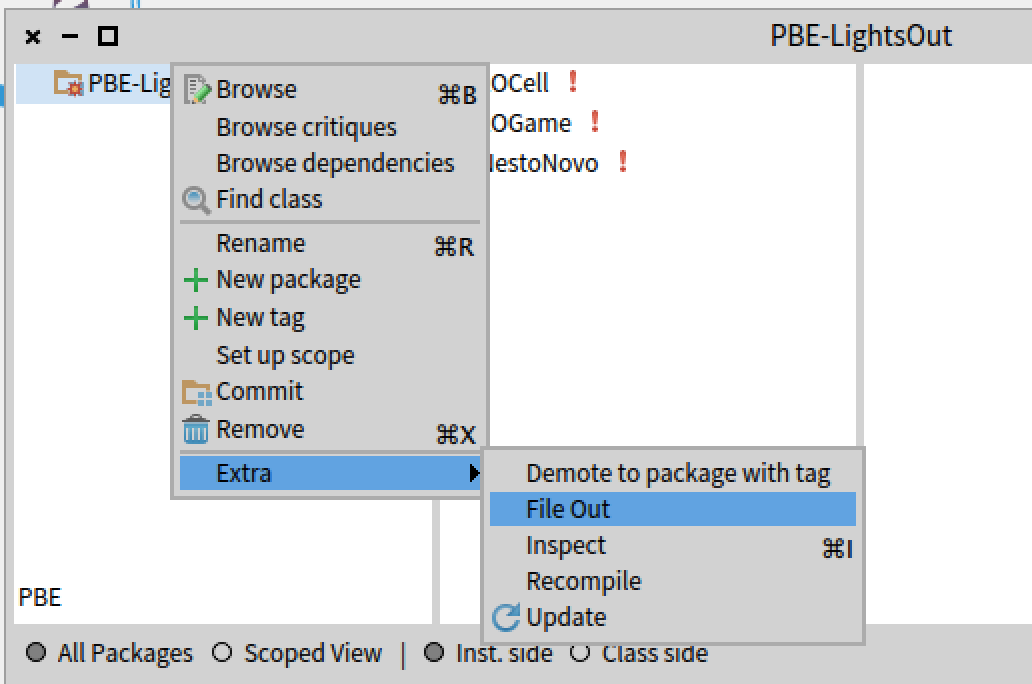 PBE-LightsOut
PBE-Lig
Browse ⌘B
Browse critiques
Browse dependencies
Find class
Rename ⌘R
New package
New tag
Set up scope
Commit
Remove ⌘X
Extra
OCell !
OGame !
estoNovo !
Demote to package with tag
File Out
Inspect ⌘I
Recompile
Update
PBE
All Packages Scoped View | Inst. side Class side